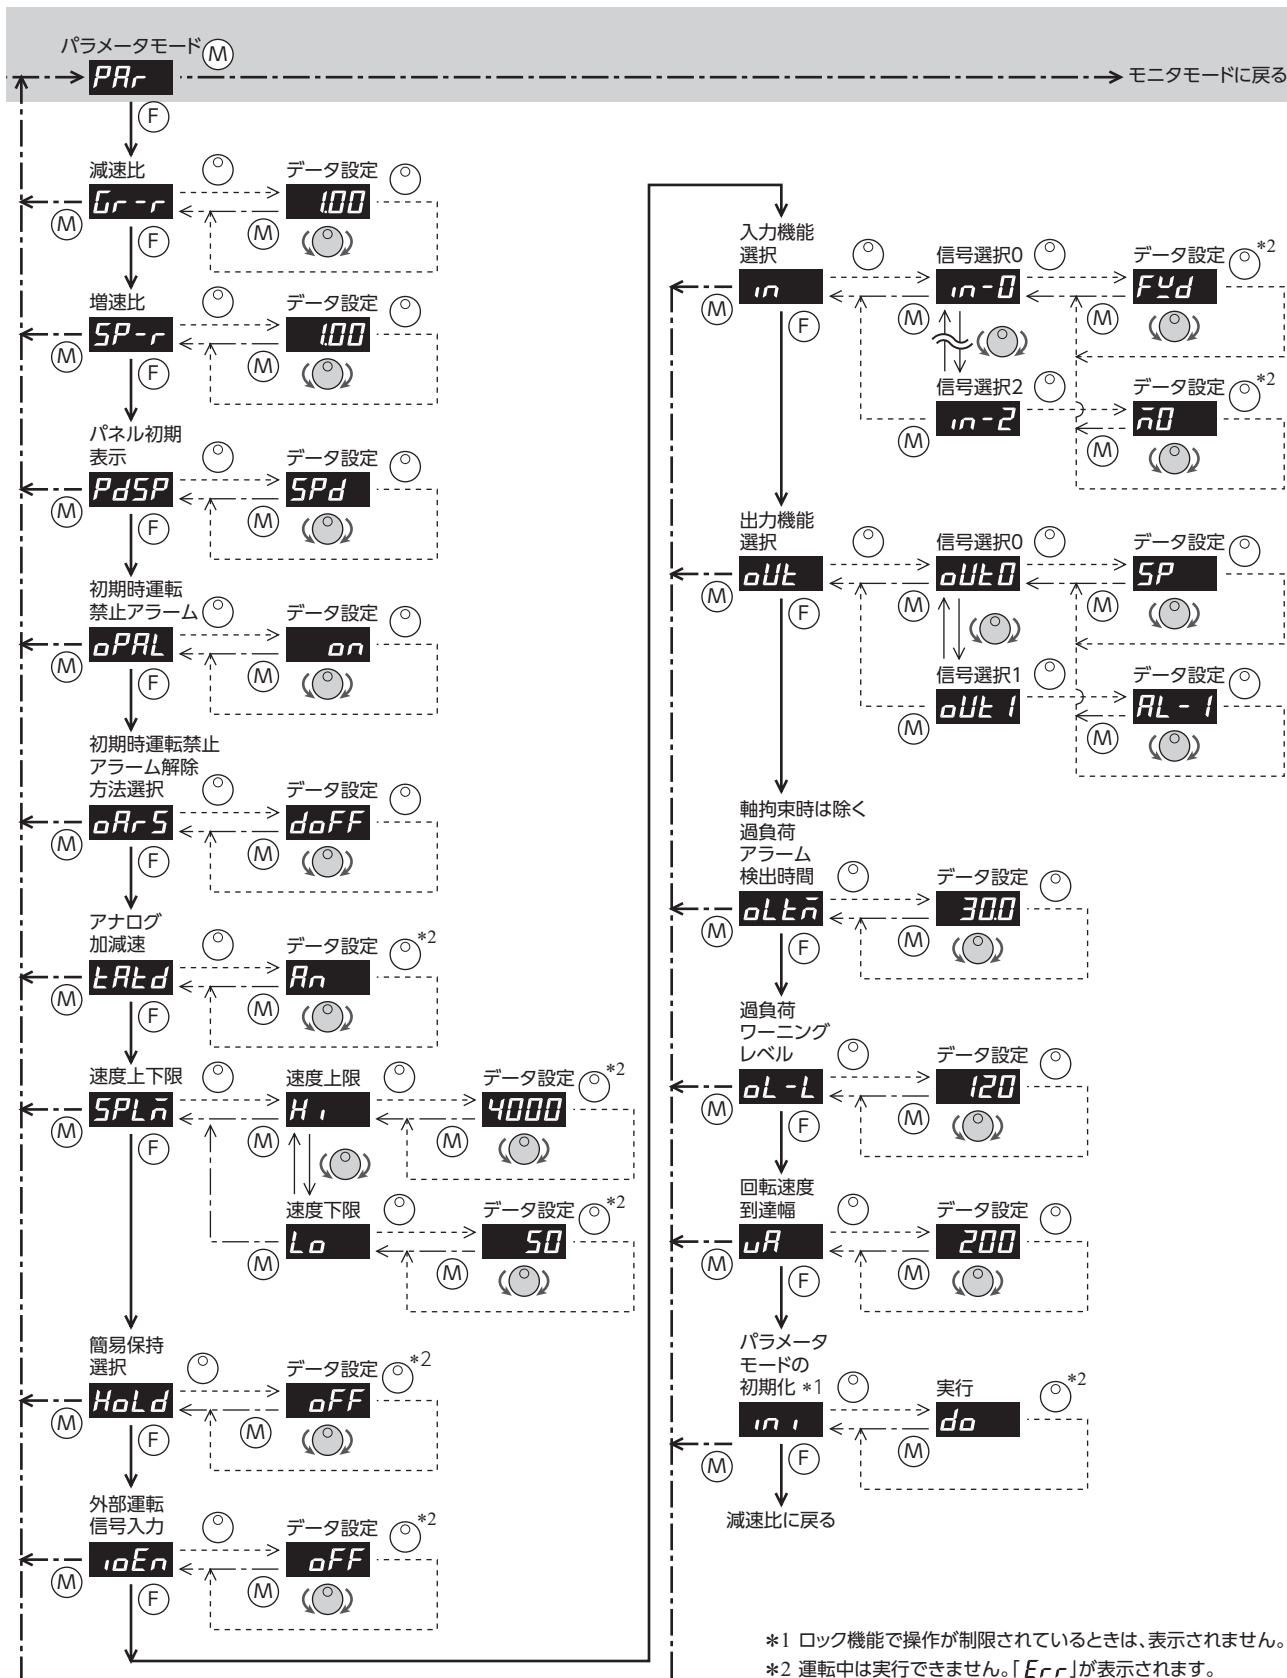 パラメータモード M
PAr
モニタモードに戻る
F
減速比
データ設定
Gr-r
1.00
M
M
F
増速比
データ設定
SP-r
1.00
M
M
F
パネル初期
表示
データ設定
PdSP
SPd
M
M
F
初期時運転
禁止アラーム
データ設定
oPAL
on
M
M
F
初期時運転禁止
アラーム解除
方法選択
データ設定
oArS
doFF
M
M
F
アナログ
加減速
データ設定 *2
tAtd
An
M
M
F
速度上下限
速度上限
データ設定 *2
SPLM
Hi
4000
M
M
M
F
速度下限
データ設定 *2
Lo
50
M
M
簡易保持
選択
データ設定 *2
HoLd
oFF
M
M
F
外部運転
信号入力
データ設定 *2
ioEn
oFF
M
M
F
入力機能
選択
信号選択0
データ設定 *2
in
in-0
FWd
M
M
M
F
信号選択2
データ設定 *2
in-2
M0
M
M
出力機能
選択
信号選択0
データ設定
oUt
oUt0
SP
M
M
M
F
信号選択1
データ設定
oUt1
AL-1
M
M
軸拘束時は除く
過負荷
アラーム
検出時間
データ設定
oLtM
30.0
M
M
F
過負荷
ワーニング
レベル
データ設定
oL-L
120
M
M
F
回転速度
到達幅
データ設定
uA
200
M
M
F
パラメータ
モードの
初期化 *1
実行 *2
ini
do
M
M
F
減速比に戻る
*1 ロック機能で操作が制限されているときは、表示されません。
*2 運転中は実行できません。「Err」が表示されます。